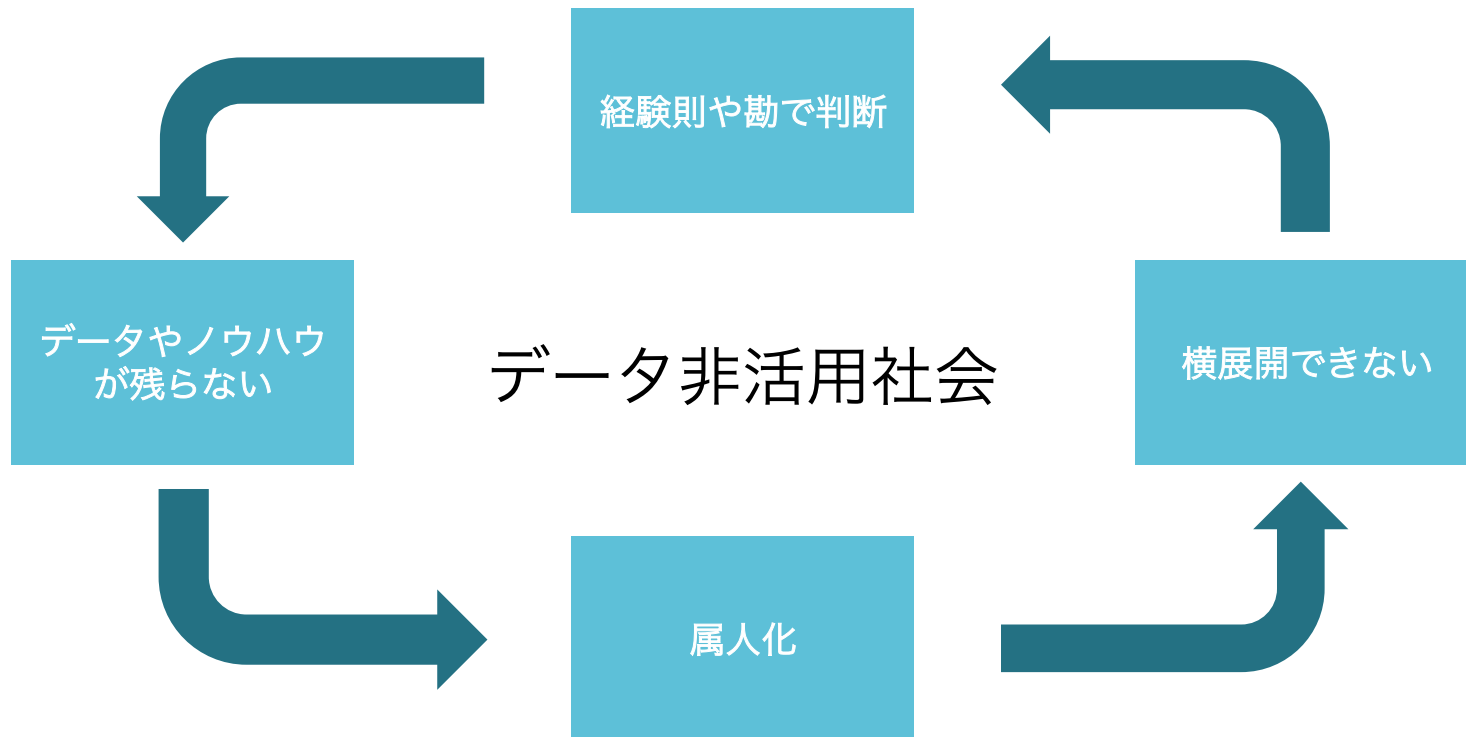 経験則や勘で判断
データやノウハウ
が残らない
データ非活用社会
横展開できない
属人化